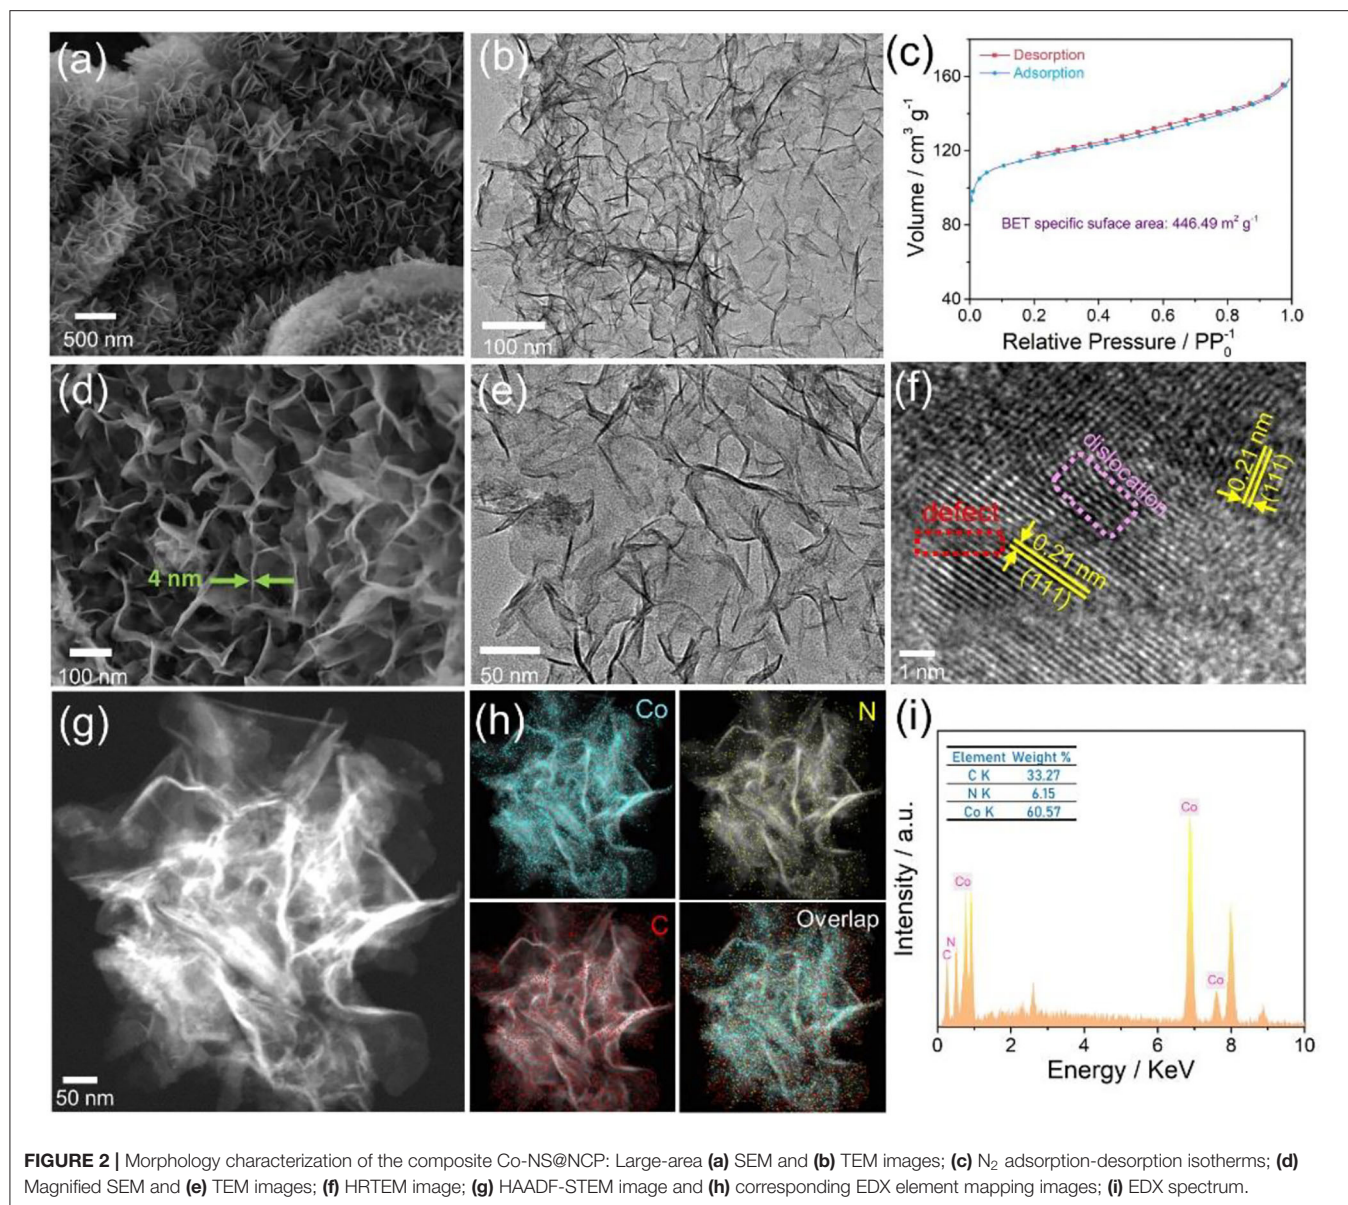 (a)
500 nm
(b)
100 nm
(c)
Desorption
Adsorption
160
120
80
40
Volume / cm³ g⁻¹
BET specific suface area: 446.49 m² g⁻¹
0.0 0.2 0.4 0.6 0.8 1.0
Relative Pressure / PP₀⁻¹
(d)
4 nm
100 nm
(e)
50 nm
(f)
dislocation
defect
0.21 nm
(111)
0.21 nm
(111)
1 nm
(g)
50 nm
(h)
Co
N
C
Overlap
(i)
Element Weight %
C K 33.27
N K 6.15
Co K 60.57
Intensity / a.u.
N
C
Co
Co
Co
0 2 4 6 8 10
Energy / KeV
FIGURE 2 | Morphology characterization of the composite Co-NS@NCP: Large-area (a) SEM and (b) TEM images; (c) N₂ adsorption-desorption isotherms; (d)
Magnified SEM and (e) TEM images; (f) HRTEM image; (g) HAADF-STEM image and (h) corresponding EDX element mapping images; (i) EDX spectrum.